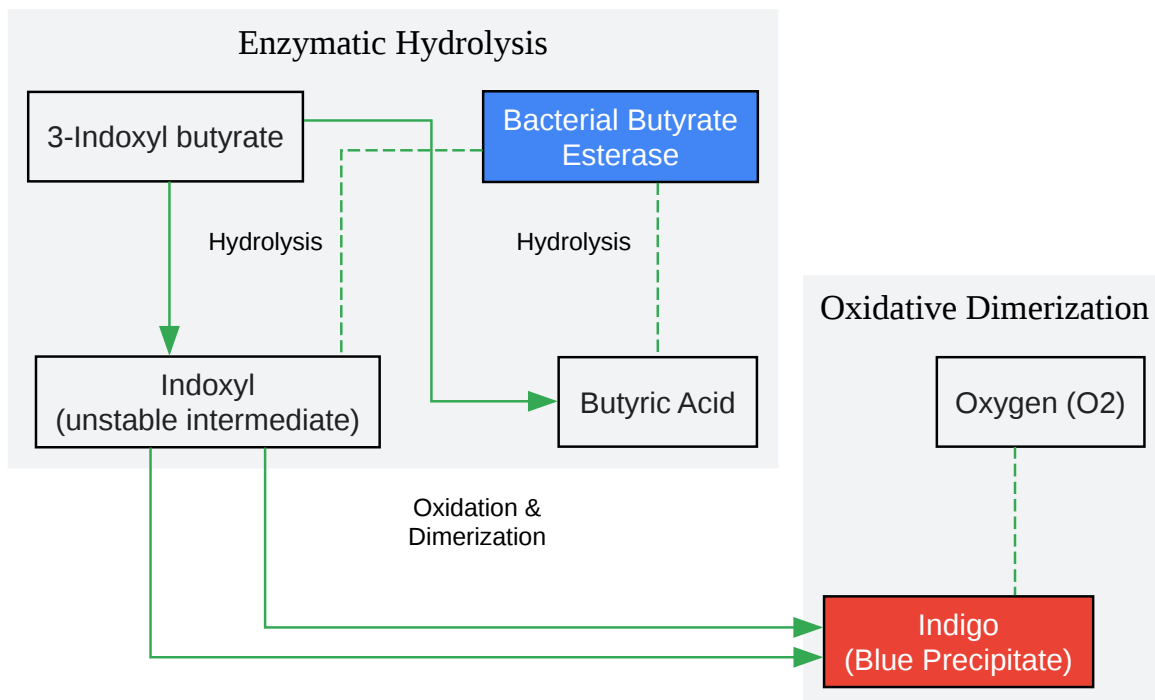 Enzymatic Hydrolysis
3-Indoxyl butyrate
Bacterial Butyrate
Esterase
Hydrolysis
Hydrolysis
Indoxyl
(unstable intermediate)
Butyric Acid
Oxidation &
Dimerization
Oxidative Dimerization
Oxygen (O2)
Indigo
(Blue Precipitate)